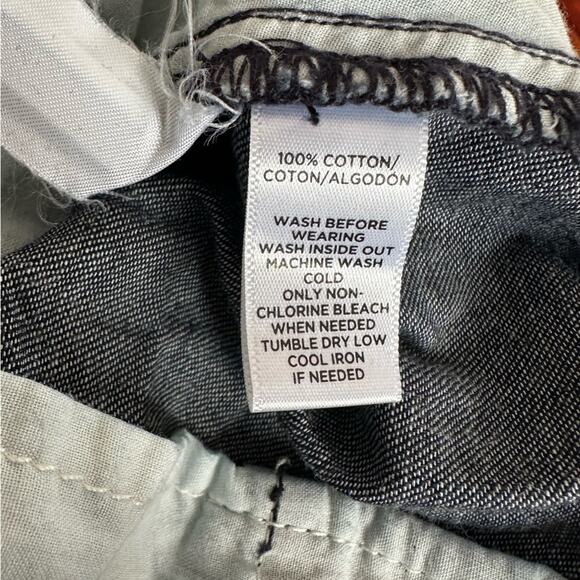 100% COTTON/
COTON/ALGODÓN
WASH BEFORE
WEARING
WASH INSIDE OUT
MACHINE WASH
COLD
ONLY NON-
CHLORINE BLEACH
WHEN NEEDED
TUMBLE DRY LOW
COOL IRON
IF NEEDED